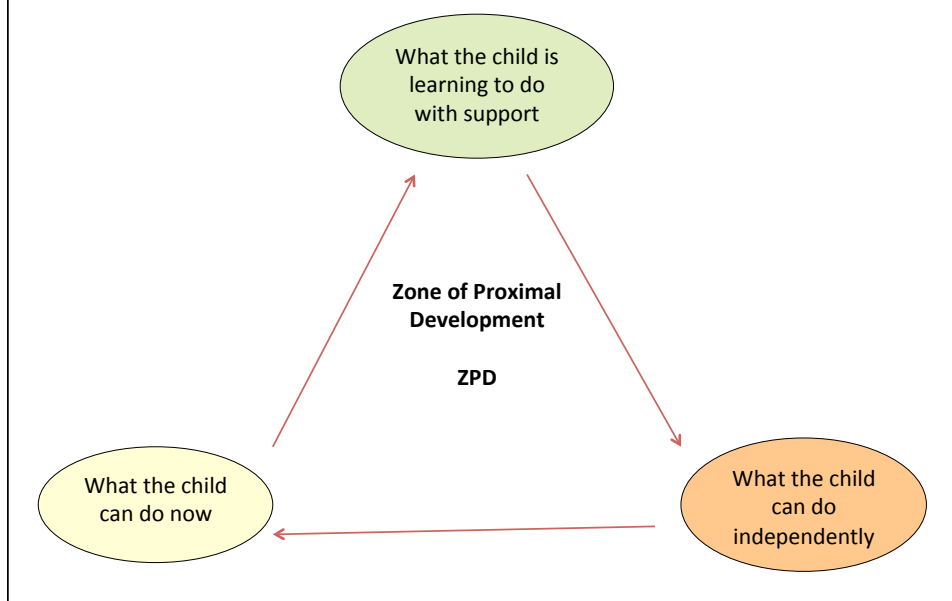 What the child is
learning to do
with support
Zone of Proximal
Development
ZPD
What the child
can do now
What the child
can do
independently